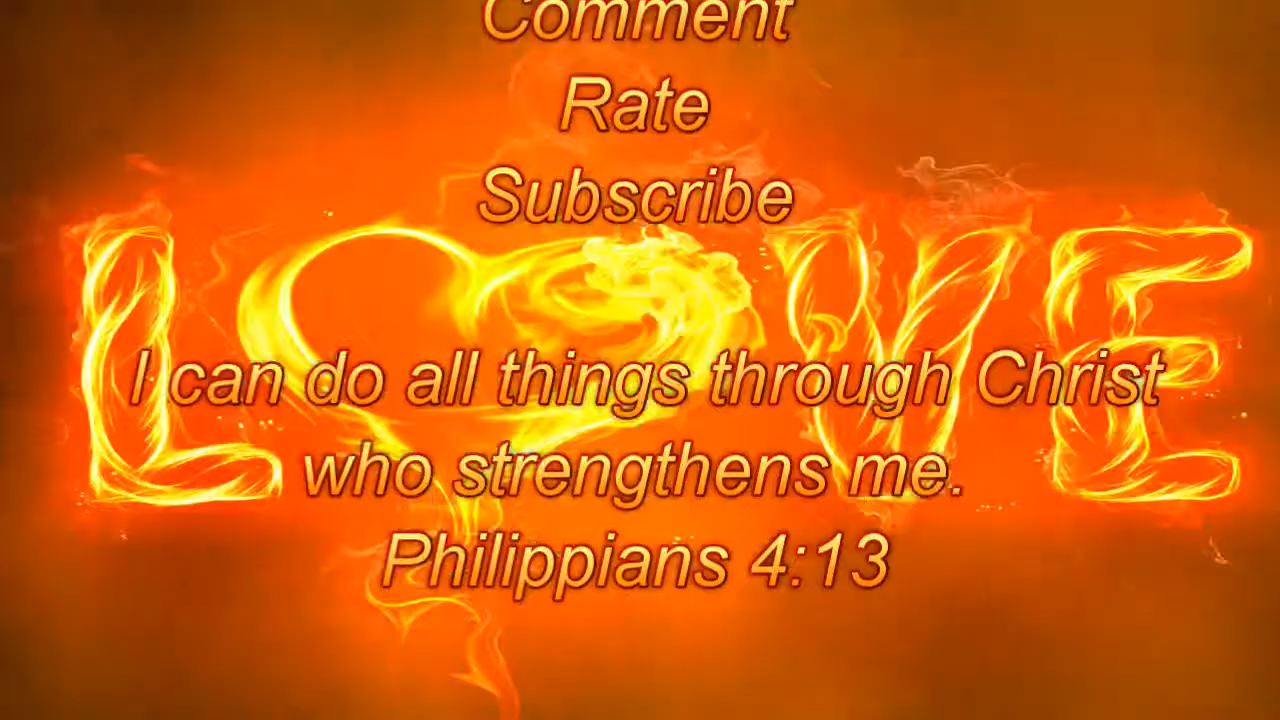 Comment
Rate
Subscribe
LOVE
I can do all things through Christ
who strengthens me.
Philippians 4:13